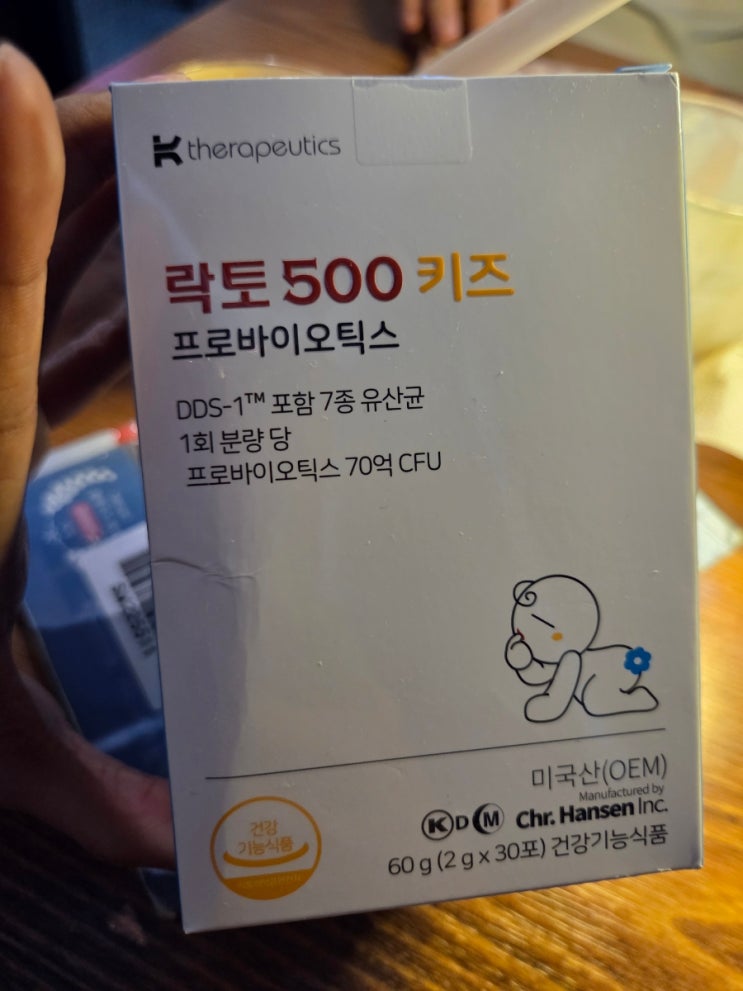 K therapeutics
락토 500 키즈
프로바이오틱스
DDS-1™ 포함 7종 유산균
1회 분량 당
프로바이오틱스 70억 CFU
미국산(OEM)
Manufactured by
K D M Chr. Hansen Inc.
60 g (2 g x 30포) 건강기능식품
건강
기능식품